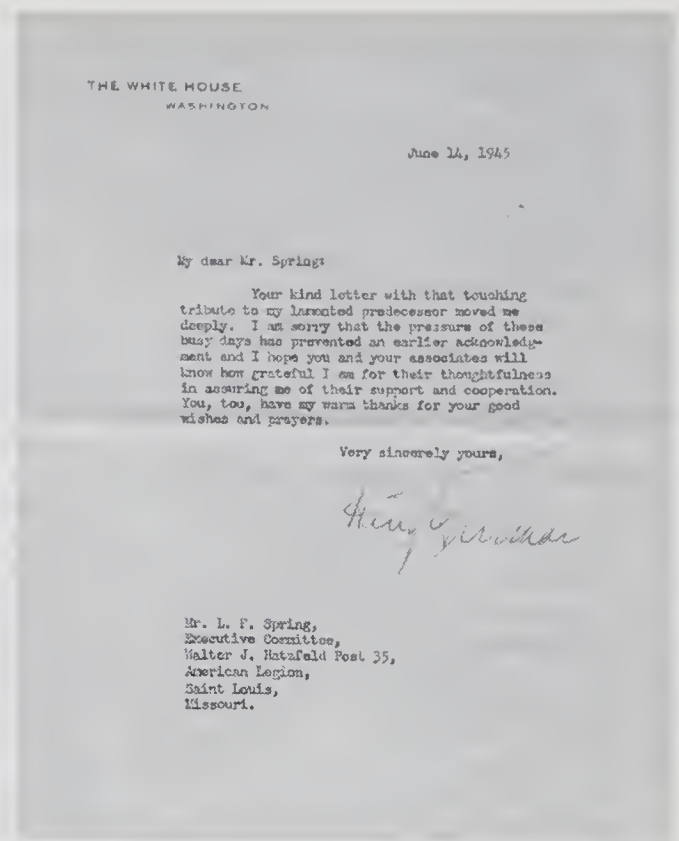 THE WHITE HOUSE
WASHINGTON
June 14, 1945
My dear Mr. Spring:
Your kind letter with that touching
tribute to my lamented predecessor moved me
deeply. I am sorry that the pressure of these
busy days has prevented an earlier acknowledg-
ment and I hope you and your associates will
know how grateful I am for their thoughtfulness
in assuring me of their support and cooperation.
You, too, have my warm thanks for your good
wishes and prayers.
Very sincerely yours,
Harry Truman
Mr. L. F. Spring,
Executive Committee,
Walter J. Hatzfeld Post 35,
American Legion,
Saint Louis,
Missouri.